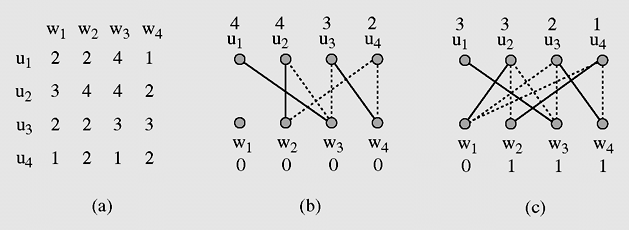 w1 w2 w3 w4
u1 2 2 4 1
u2 3 4 4 2
u3 2 2 3 3
u4 1 2 1 2
(a)
4 4 3 2
u1 u2 u3 u4
w1 w2 w3 w4
0 0 0 0
(b)
3 3 2 1
u1 u2 u3 u4
w1 w2 w3 w4
0 1 1 1
(c)